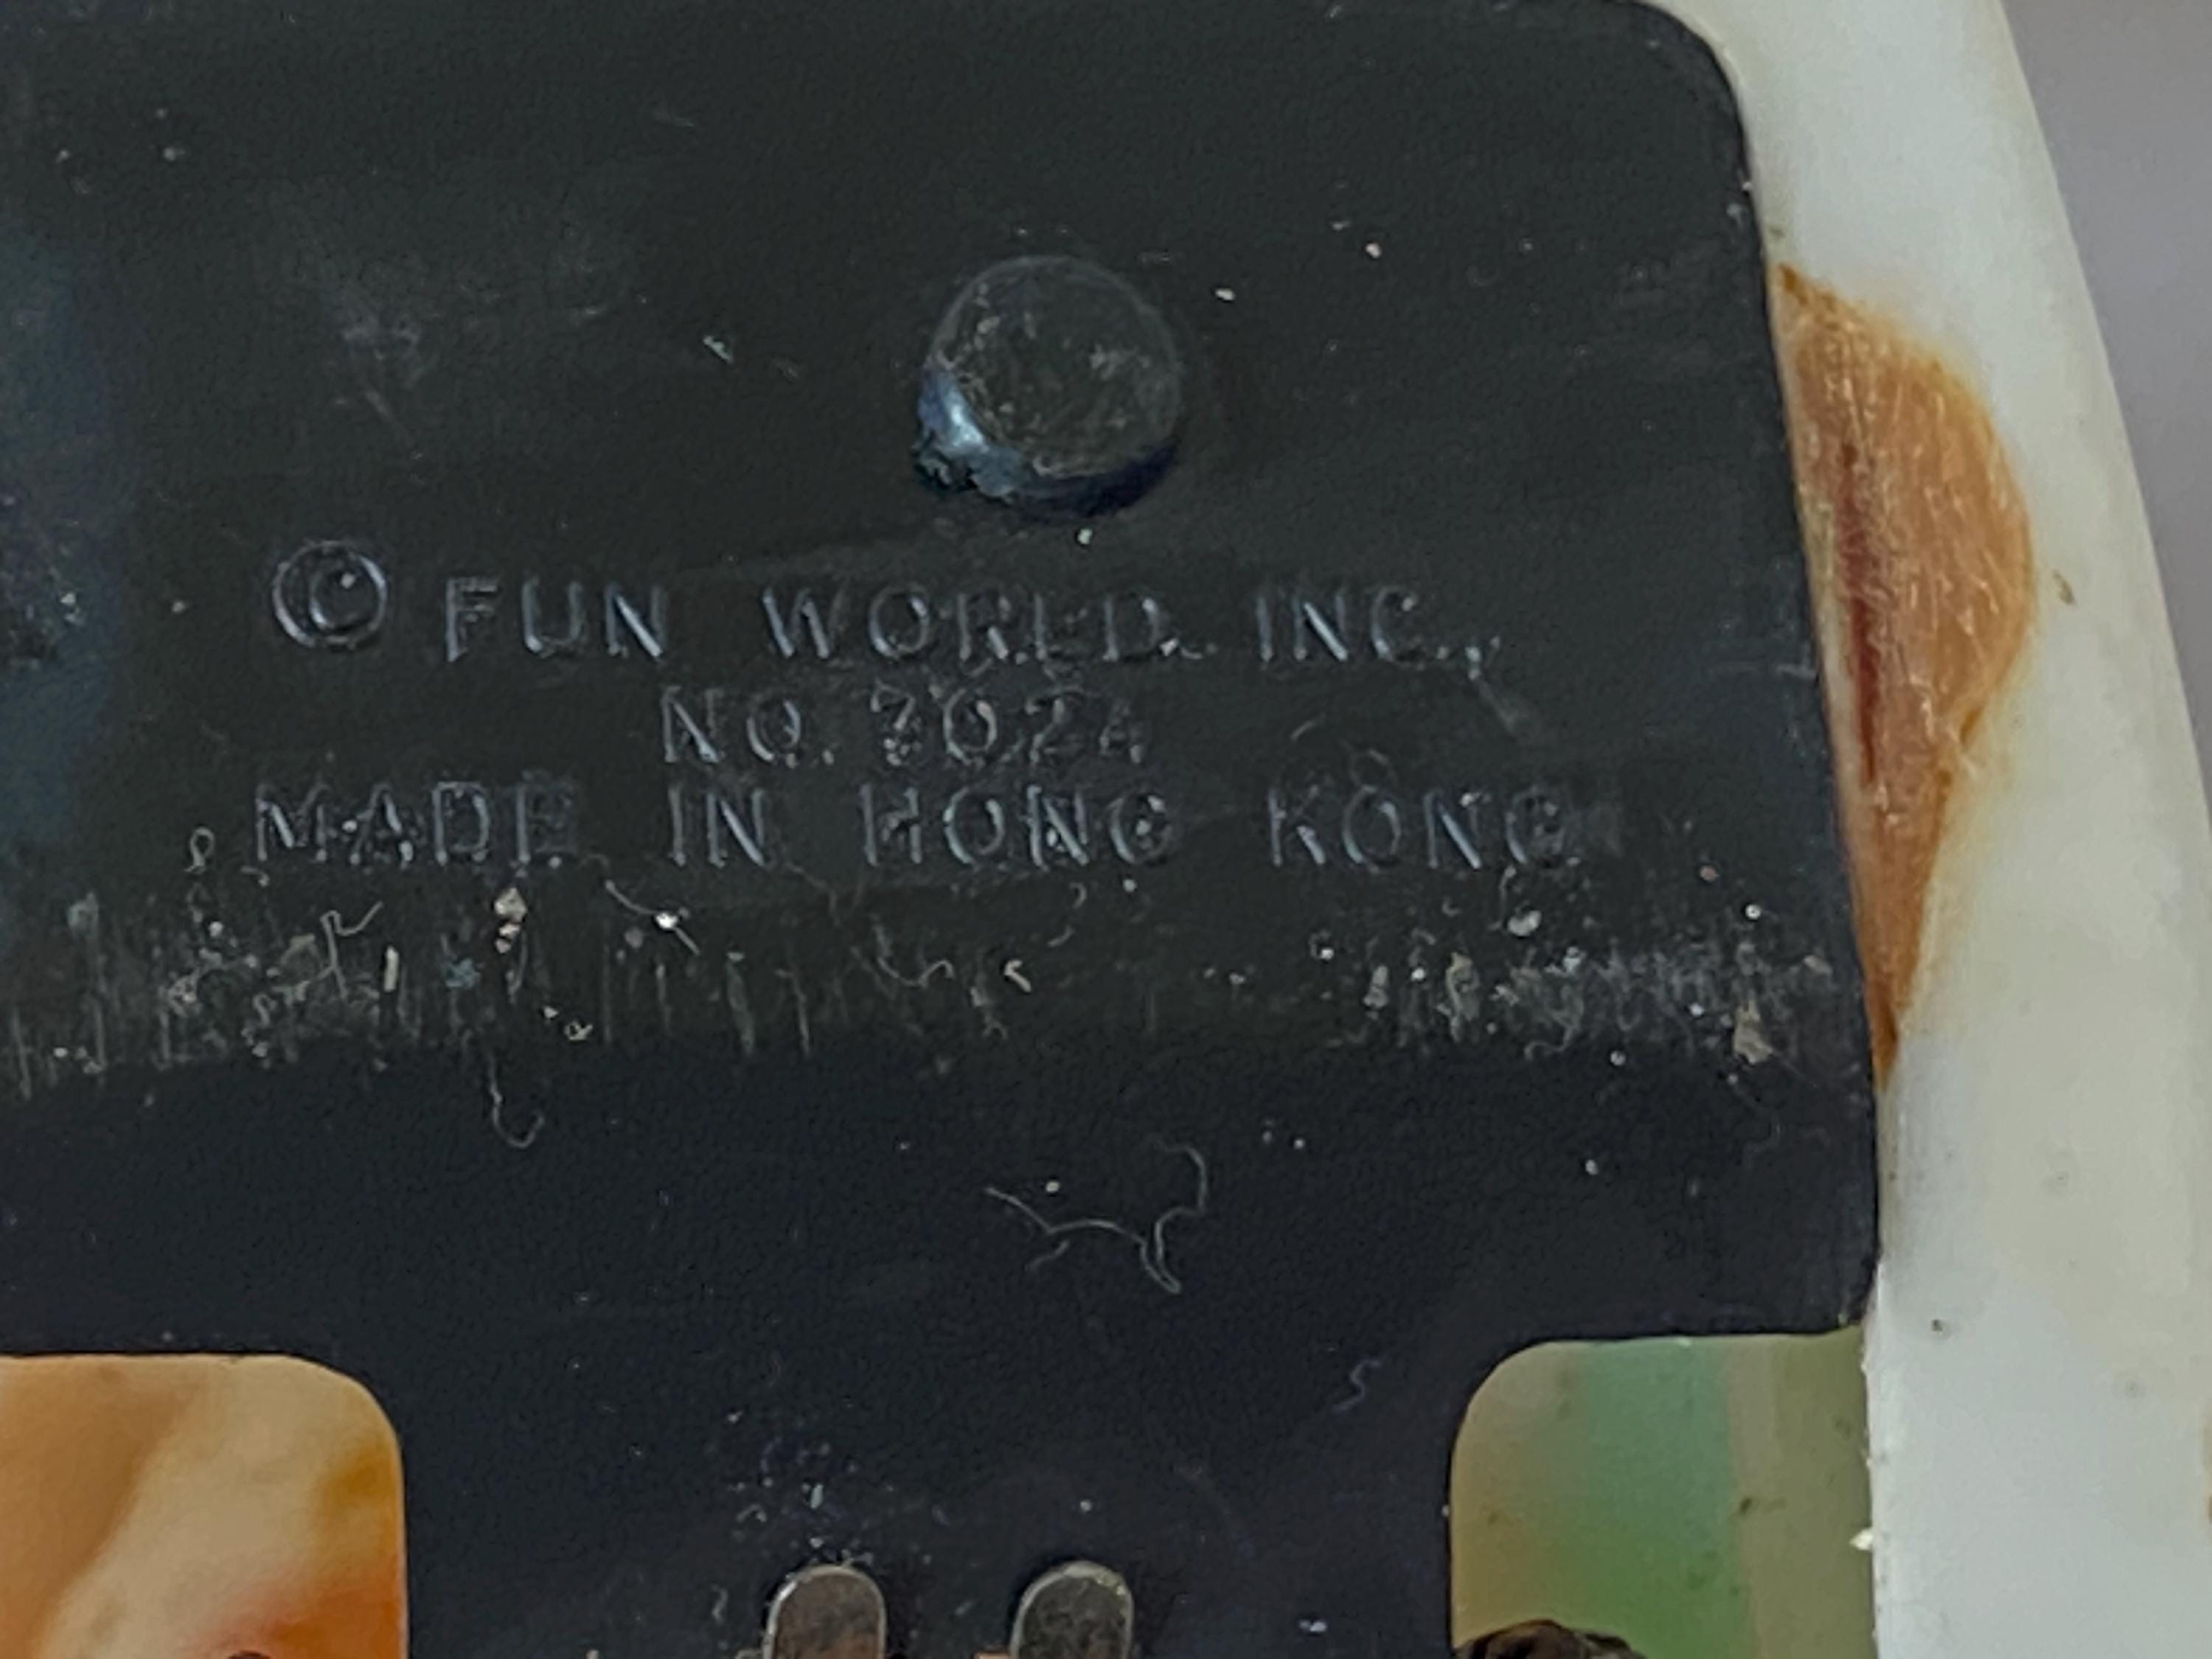 © FUN WORLD. INC.,
NO. 7024
MADE IN HONG KONG